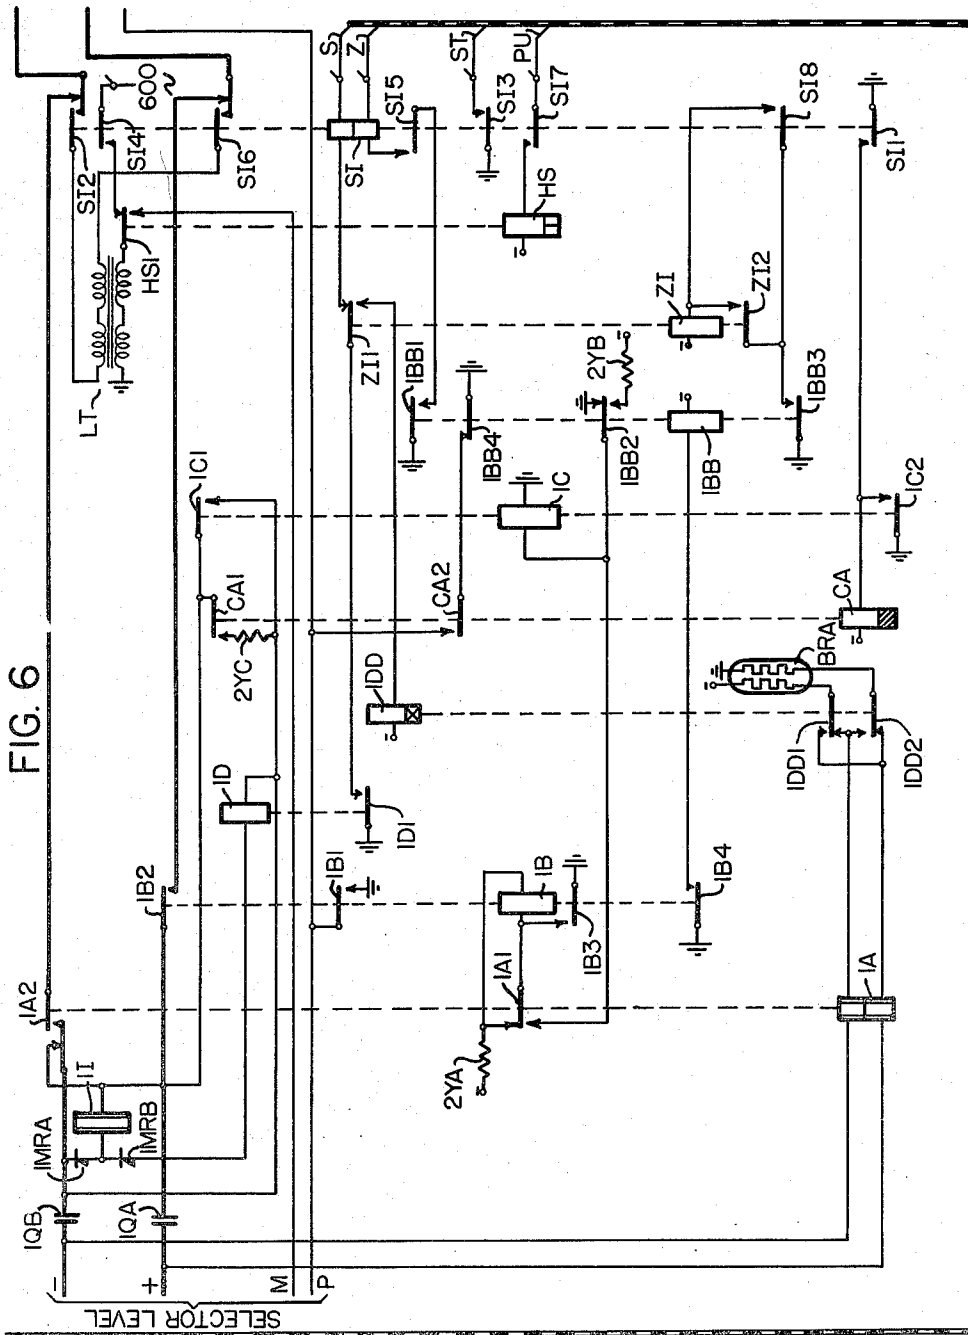 FIG. 6
SI2
SI4
600
SI6
LT
HSI
S
Z
SI5
SI
ST
SI3
PU
SI7
HS
ZI1
ZI
ZI2
SI8
SI1
IC1
CA1
2YC
IBB1
IBB4
2YB
IBB2
IBB
IBB3
IC
IC2
CA2
CA
BRA
IDD
IDD1
IDD2
ID
ID1
IB2
IB1
IB
IB3
IB4
IA2
II
IMRA
IMRB
IA1
2YA
IA
IQB
IQA
-
+
M
P
SELECTOR LEVEL